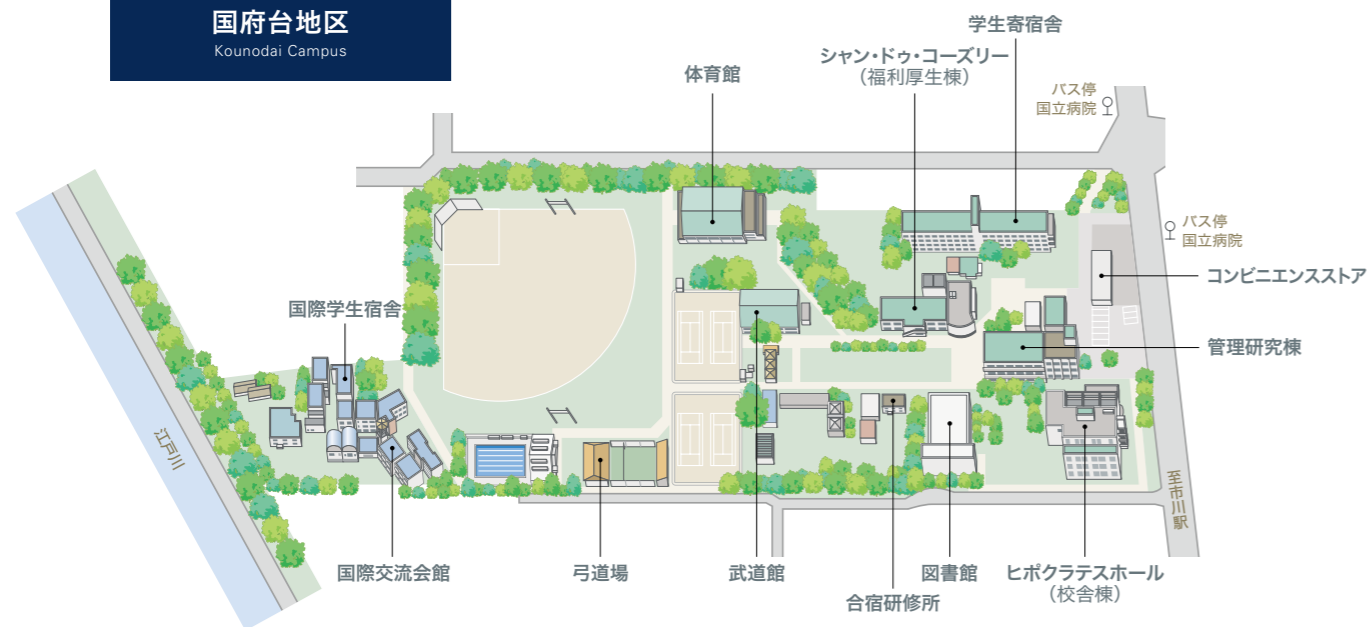 国府台地区
Kounodai Campus
学生寄宿舎
シャン・ドゥ・コーズリー
（福利厚生棟）
体育館
バス停
国立病院
バス停
国立病院
コンビニエンスストア
国際学生宿舎
管理研究棟
江戸川
至市川駅
国際交流会館
弓道場
武道館
合宿研修所
図書館
ヒポクラテスホール
（校舎棟）